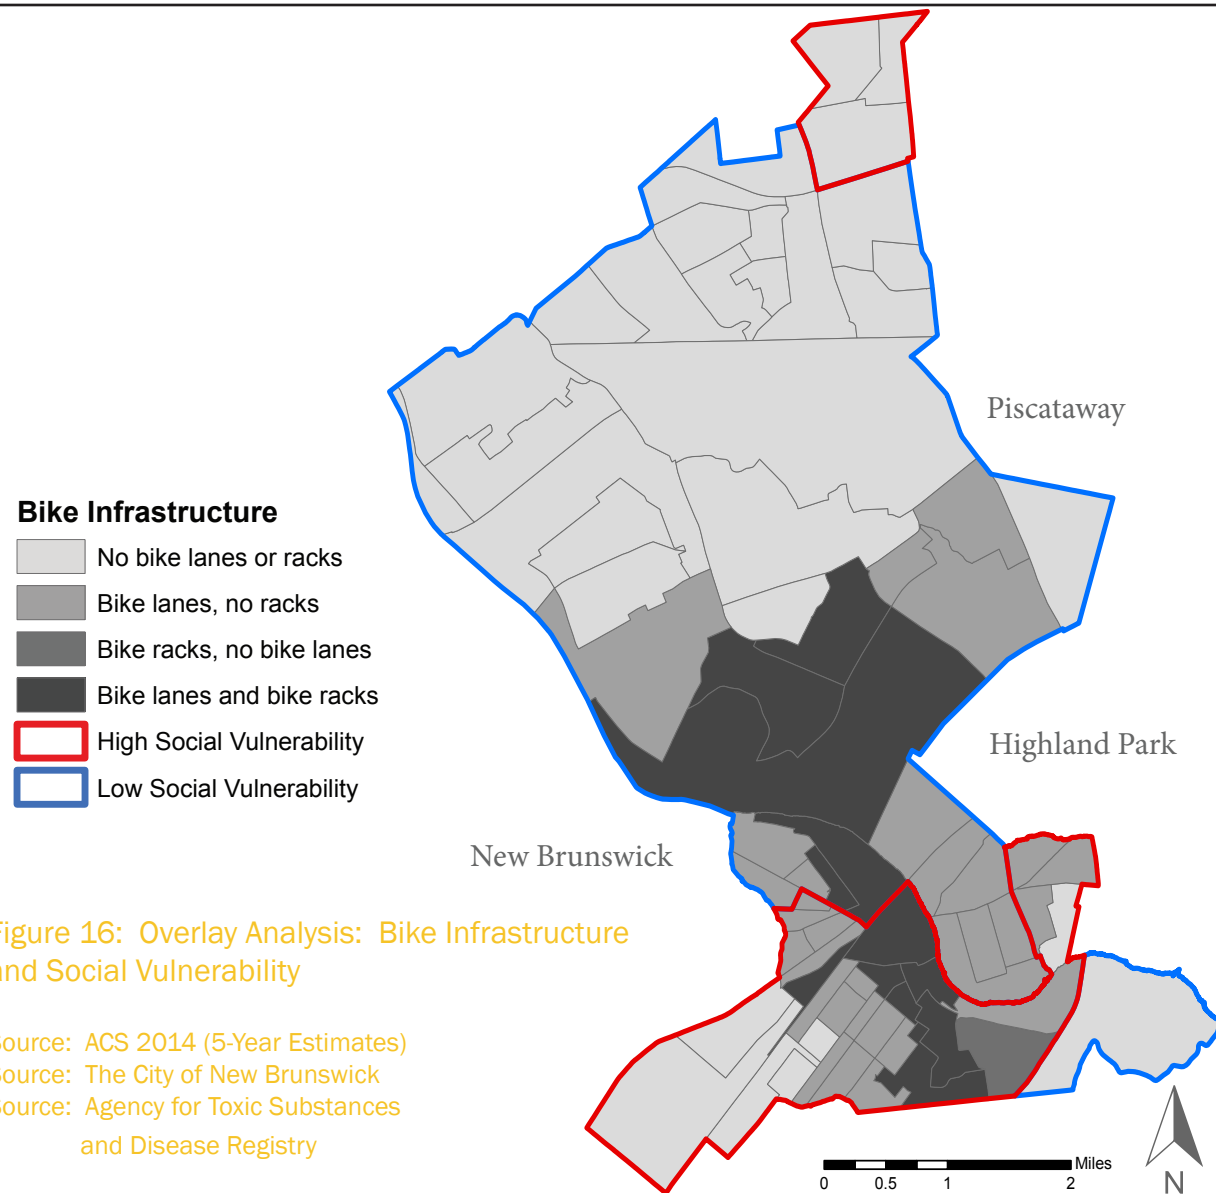 Piscataway
Bike Infrastructure
No bike lanes or racks
Bike lanes, no racks
Bike racks, no bike lanes
Bike lanes and bike racks
High Social Vulnerability
Low Social Vulnerability
Highland Park
New Brunswick
igure 16: Overlay Analysis: Bike Infrastructure
nd Social Vulnerability
ource: ACS 2014 (5-Year Estimates)
ource: The City of New Brunswick
ource: Agency for Toxic Substances
and Disease Registry
Miles
0 0.5 1 2
N